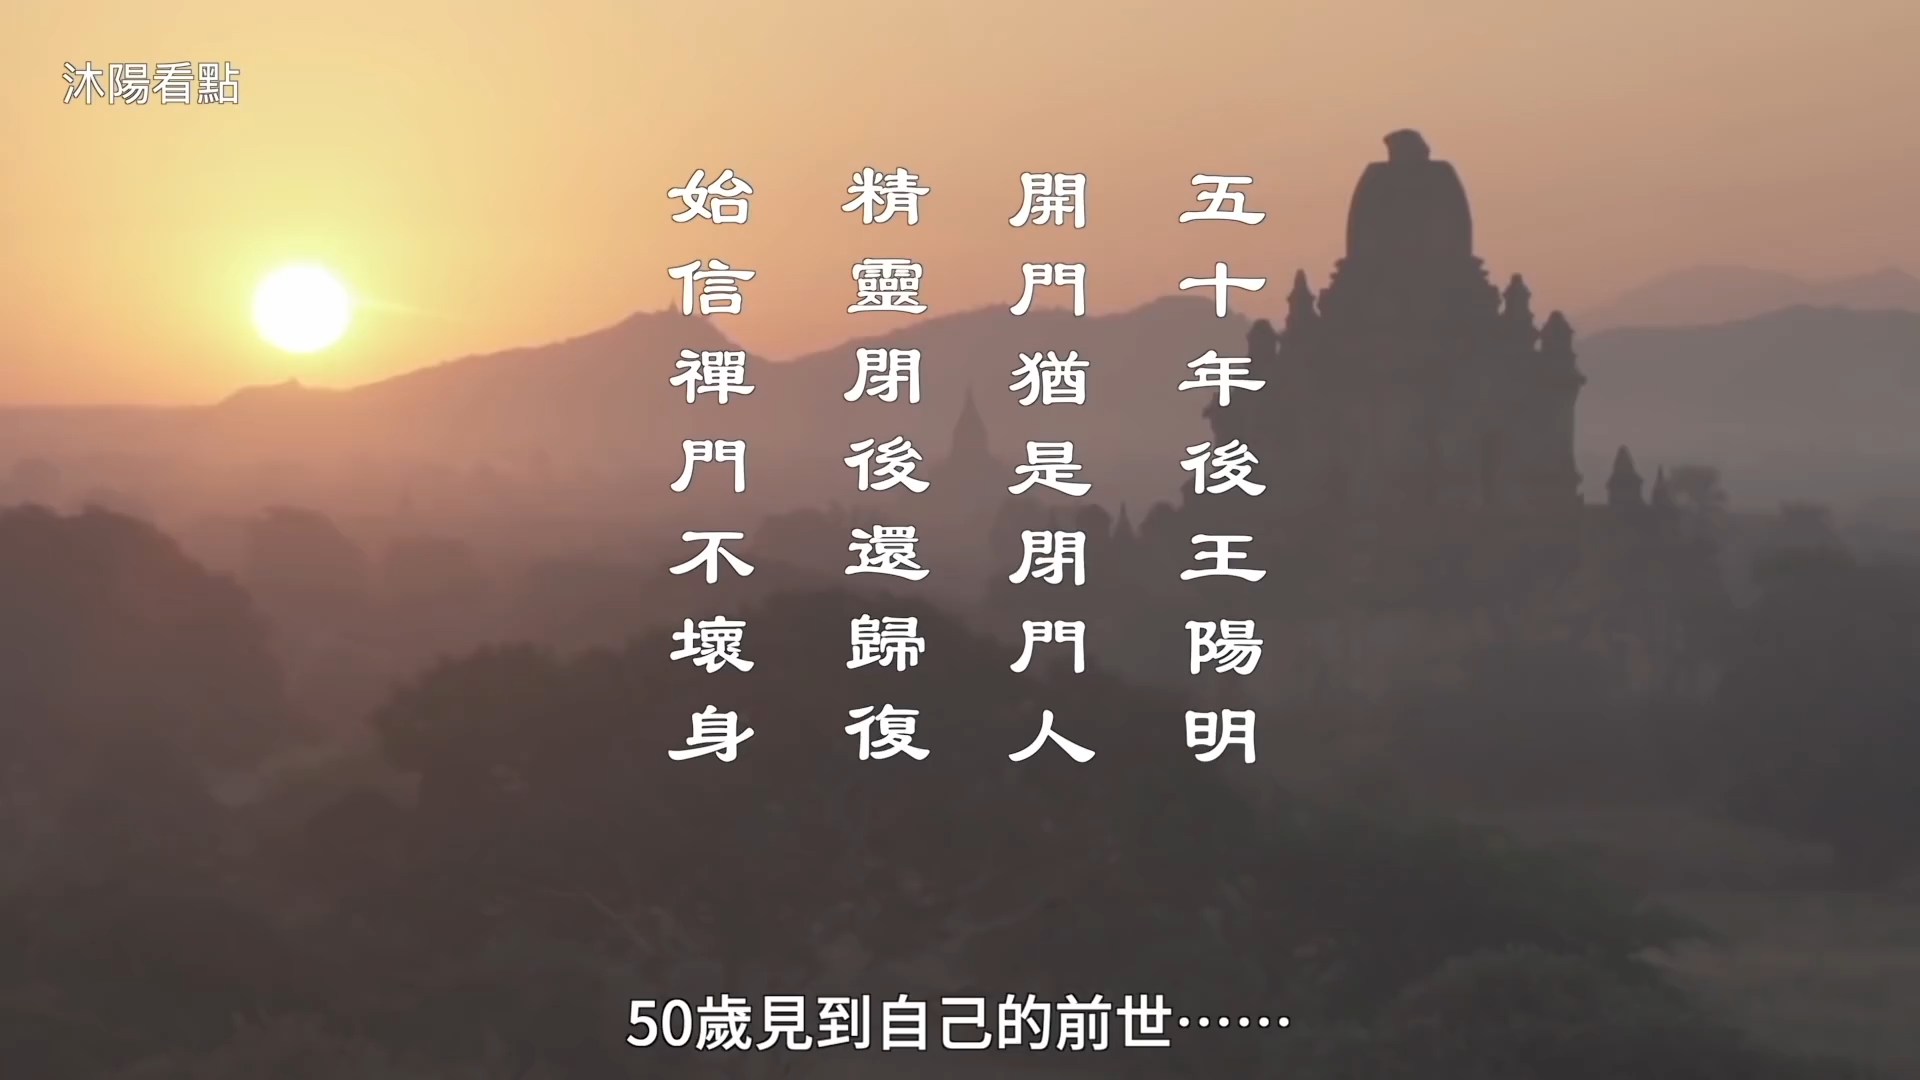 沐陽看點
五十年後王陽明
開門猶是閉門人
精靈閉後還歸復
始信禪門不壞身
50歲見到自己的前世⋯⋯